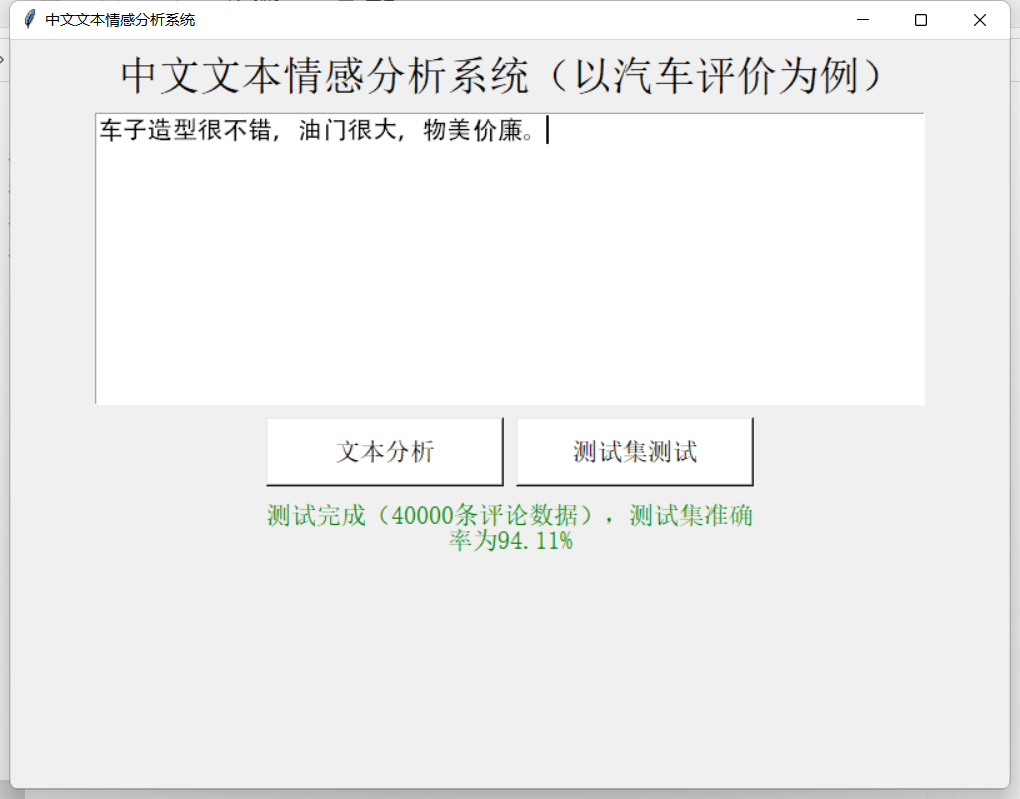 中文文本情感分析系统
中文文本情感分析系统（以汽车评价为例）
车子造型很不错，油门很大，物美价廉。
文本分析
测试集测试
测试完成（40000条评论数据），测试集准确
率为94.11%